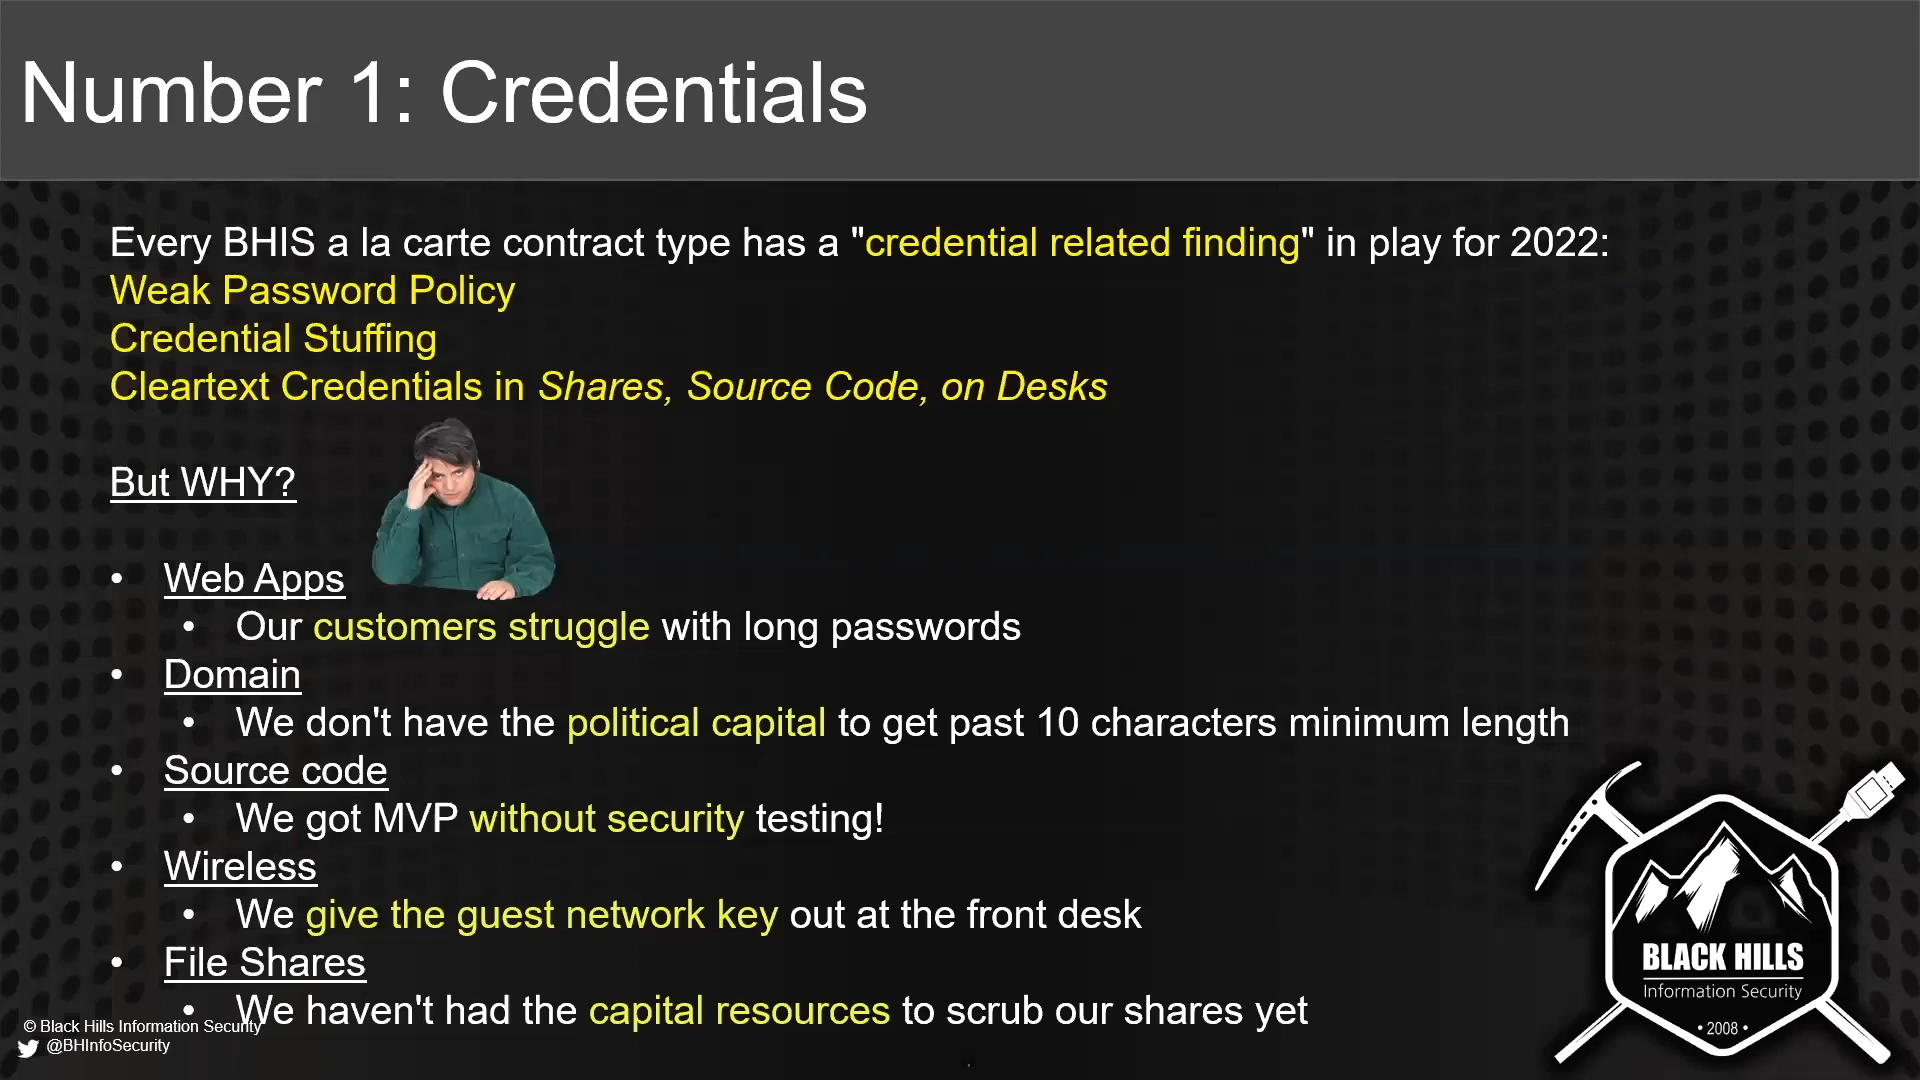 Number 1: Credentials
Every BHIS a la carte contract type has a "credential related finding" in play for 2022:
Weak Password Policy
Credential Stuffing
Cleartext Credentials in Shares, Source Code, on Desks
But WHY?
• Web Apps
• Our customers struggle with long passwords
• Domain
• We don't have the political capital to get past 10 characters minimum length
• Source code
• We got MVP without security testing!
• Wireless
• We give the guest network key out at the front desk
• File Shares
• We haven't had the capital resources to scrub our shares yet
© Black Hills Information Security
@BHInfoSecurity
BLACK HILLS
Information Security
• 2008 •